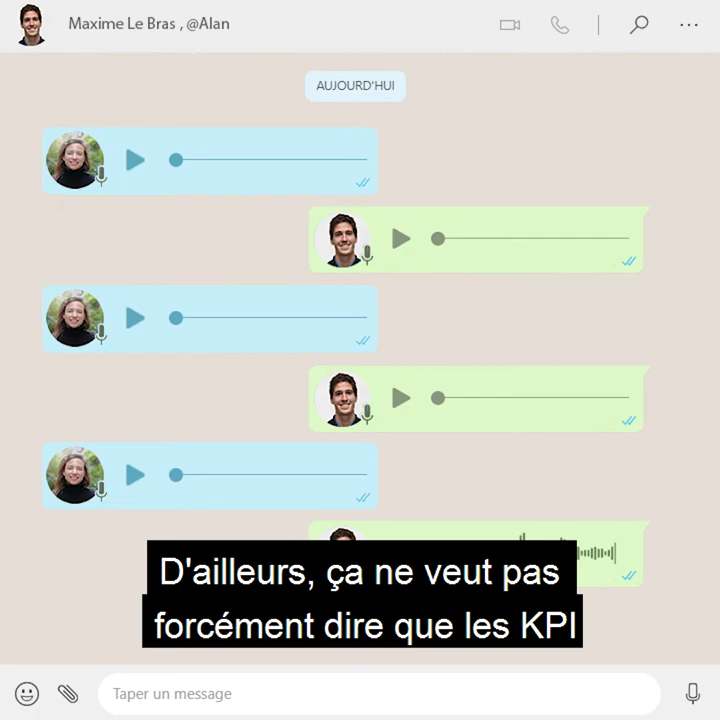 Maxime Le Bras , @Alan
AUJOURD'HUI
D'ailleurs, ça ne veut pas
forcément dire que les KPI
Taper un message